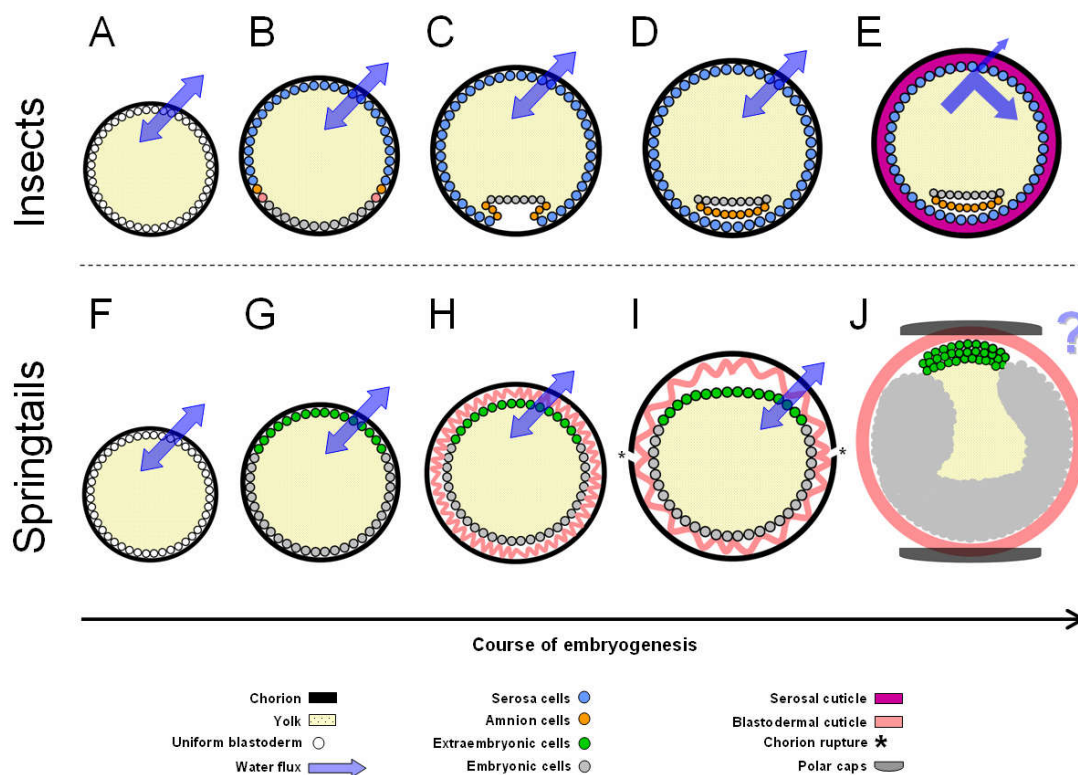 Insects
A B C D E
Springtails
F G H I J
?
* *
Course of embryogenesis
Chorion
Yolk
Uniform blastoderm
Water flux
Serosa cells
Amnion cells
Extraembryonic cells
Embryonic cells
Serosal cuticle
Blastodermal cuticle
Chorion rupture *
Polar caps